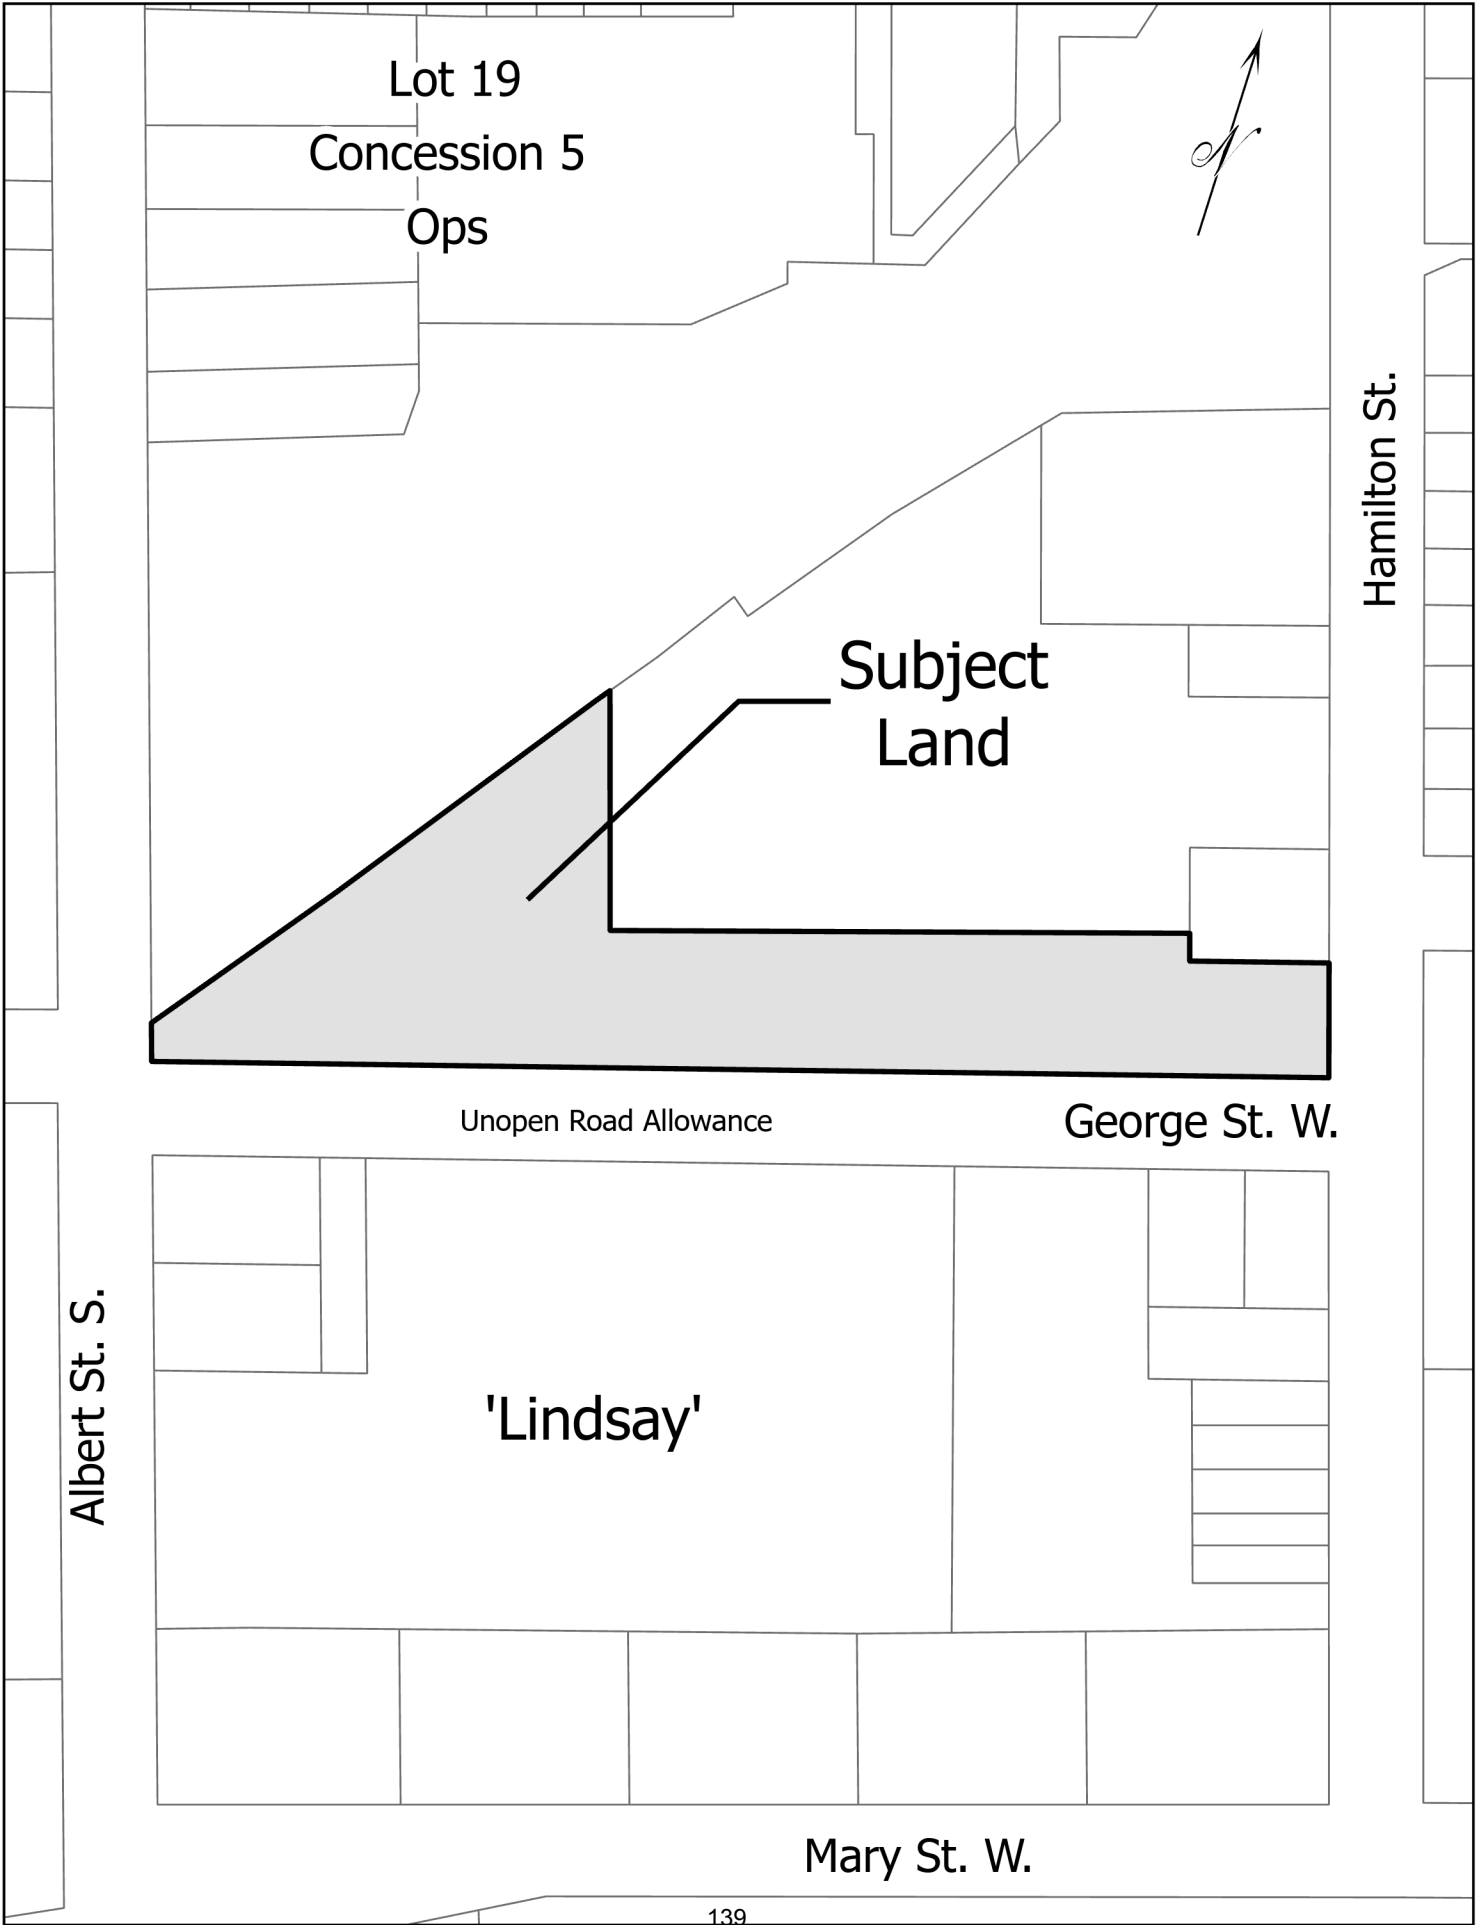 Lot 19
Concession 5
Ops
N
Hamilton St.
Subject
Land
Unopen Road Allowance
George St. W.
Albert St. S.
'Lindsay'
Mary St. W.
139